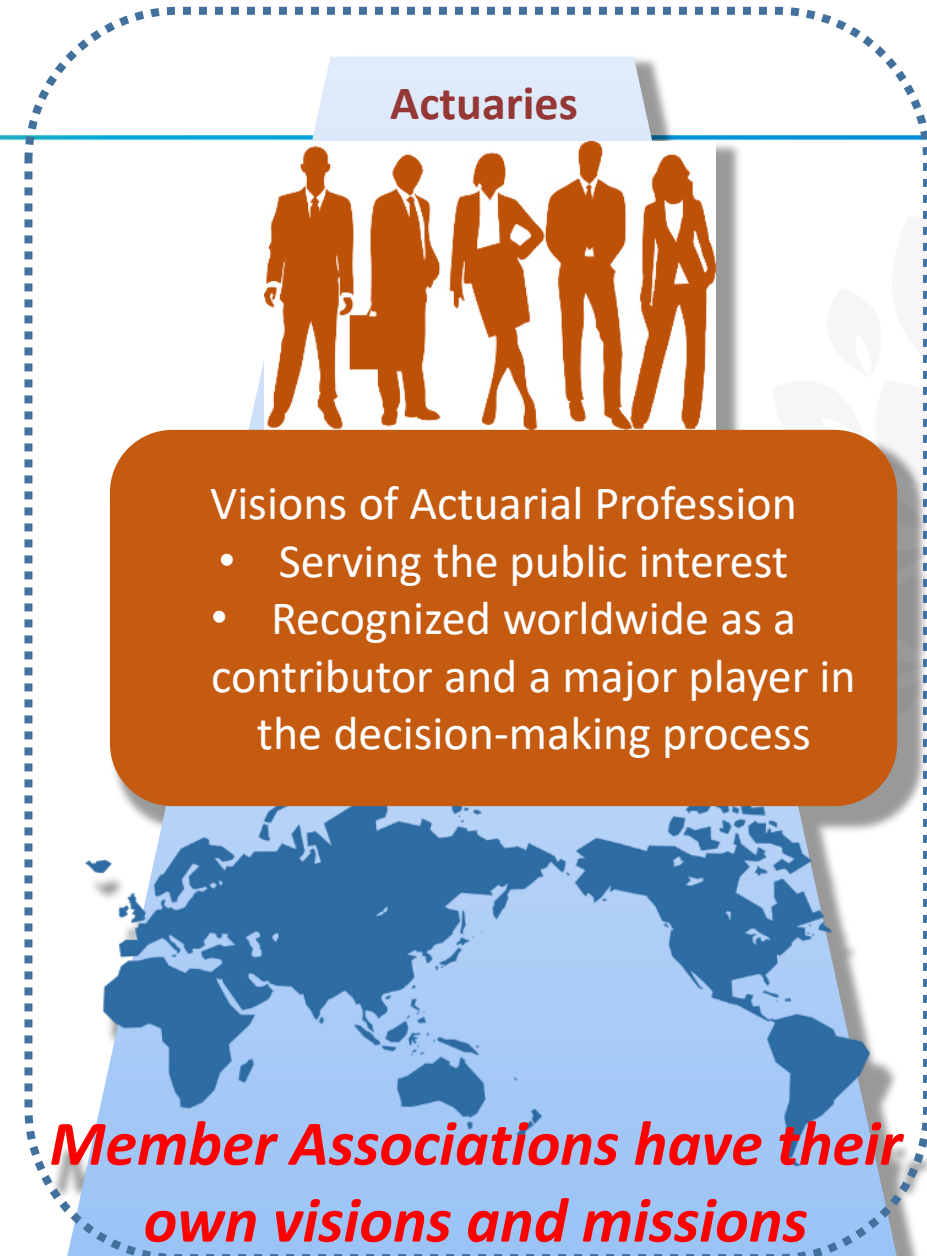 Actuaries
Visions of Actuarial Profession
• Serving the public interest
• Recognized worldwide as a
contributor and a major player in
the decision-making process
Member Associations have their
own visions and missions